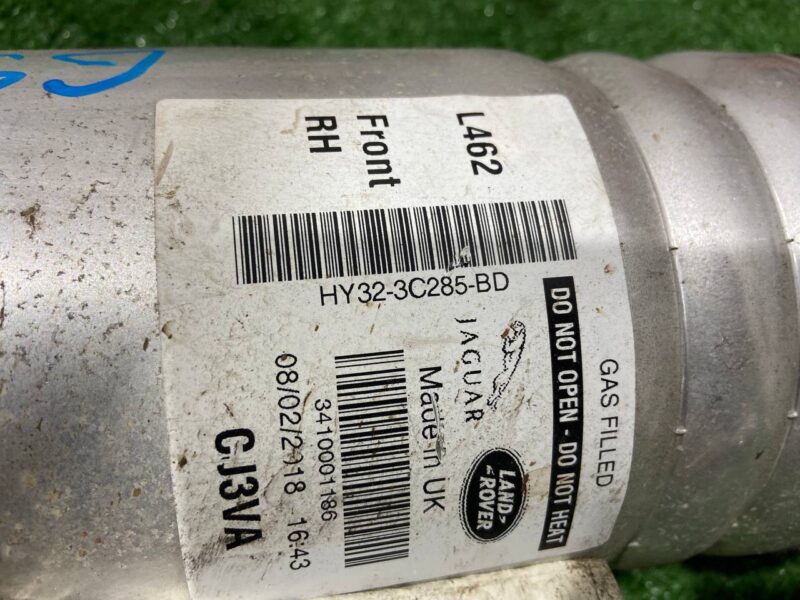 L462
Front
RH
HY32-3C285-BD
JAGUAR
LAND
ROVER
DO NOT OPEN - DO NOT HEAT
GAS FILLED
Made in UK
3410001186
08/02/2018 16:43